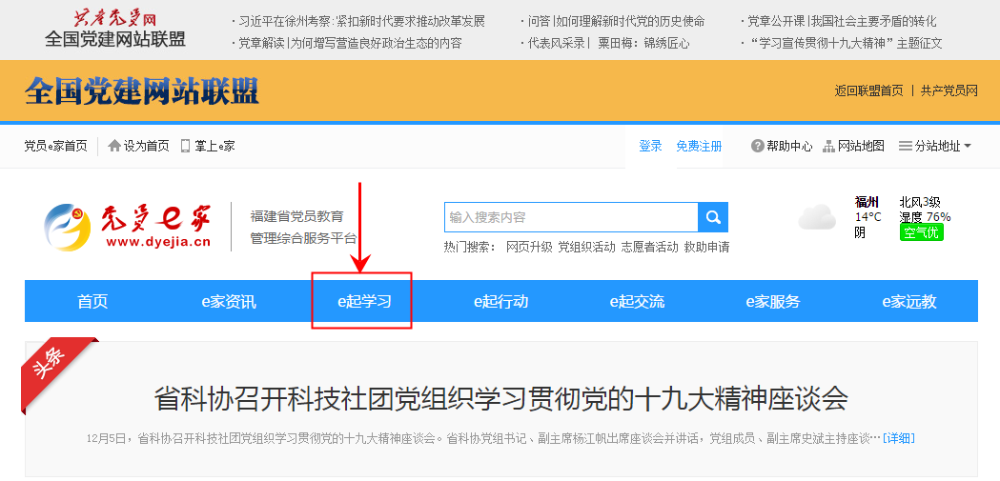 共产党员网
全国党建网站联盟
· 习近平在徐州考察:紧扣新时代要求推动改革发展
· 问答|如何理解新时代党的历史使命
· 党章公开课|我国社会主要矛盾的转化
· 党章解读|为何增写营造良好政治生态的内容
· 代表风采录| 粟田梅：锦绣匠心
· “学习宣传贯彻十九大精神”主题征文
全国党建网站联盟
返回联盟首页 | 共产党员网
党员e家首页 设为首页 掌上e家
登录 免费注册 帮助中心 网站地图 分站地址
党员e家
www.dyejia.cn
福建省党员教育
管理综合服务平台
输入搜索内容
热门搜索： 网页升级 党组织活动 志愿者活动 救助申请
福州
14°C
阴
北风3级
湿度 76%
空气优
首页 e家资讯 e起学习 e起行动 e起交流 e家服务 e家远教
头条
省科协召开科技社团党组织学习贯彻党的十九大精神座谈会
12月5日，省科协召开科技社团党组织学习贯彻党的十九大精神座谈会。省科协党组书记、副主席杨江帆出席座谈会并讲话，党组成员、副主席史斌主持座谈…[详细]